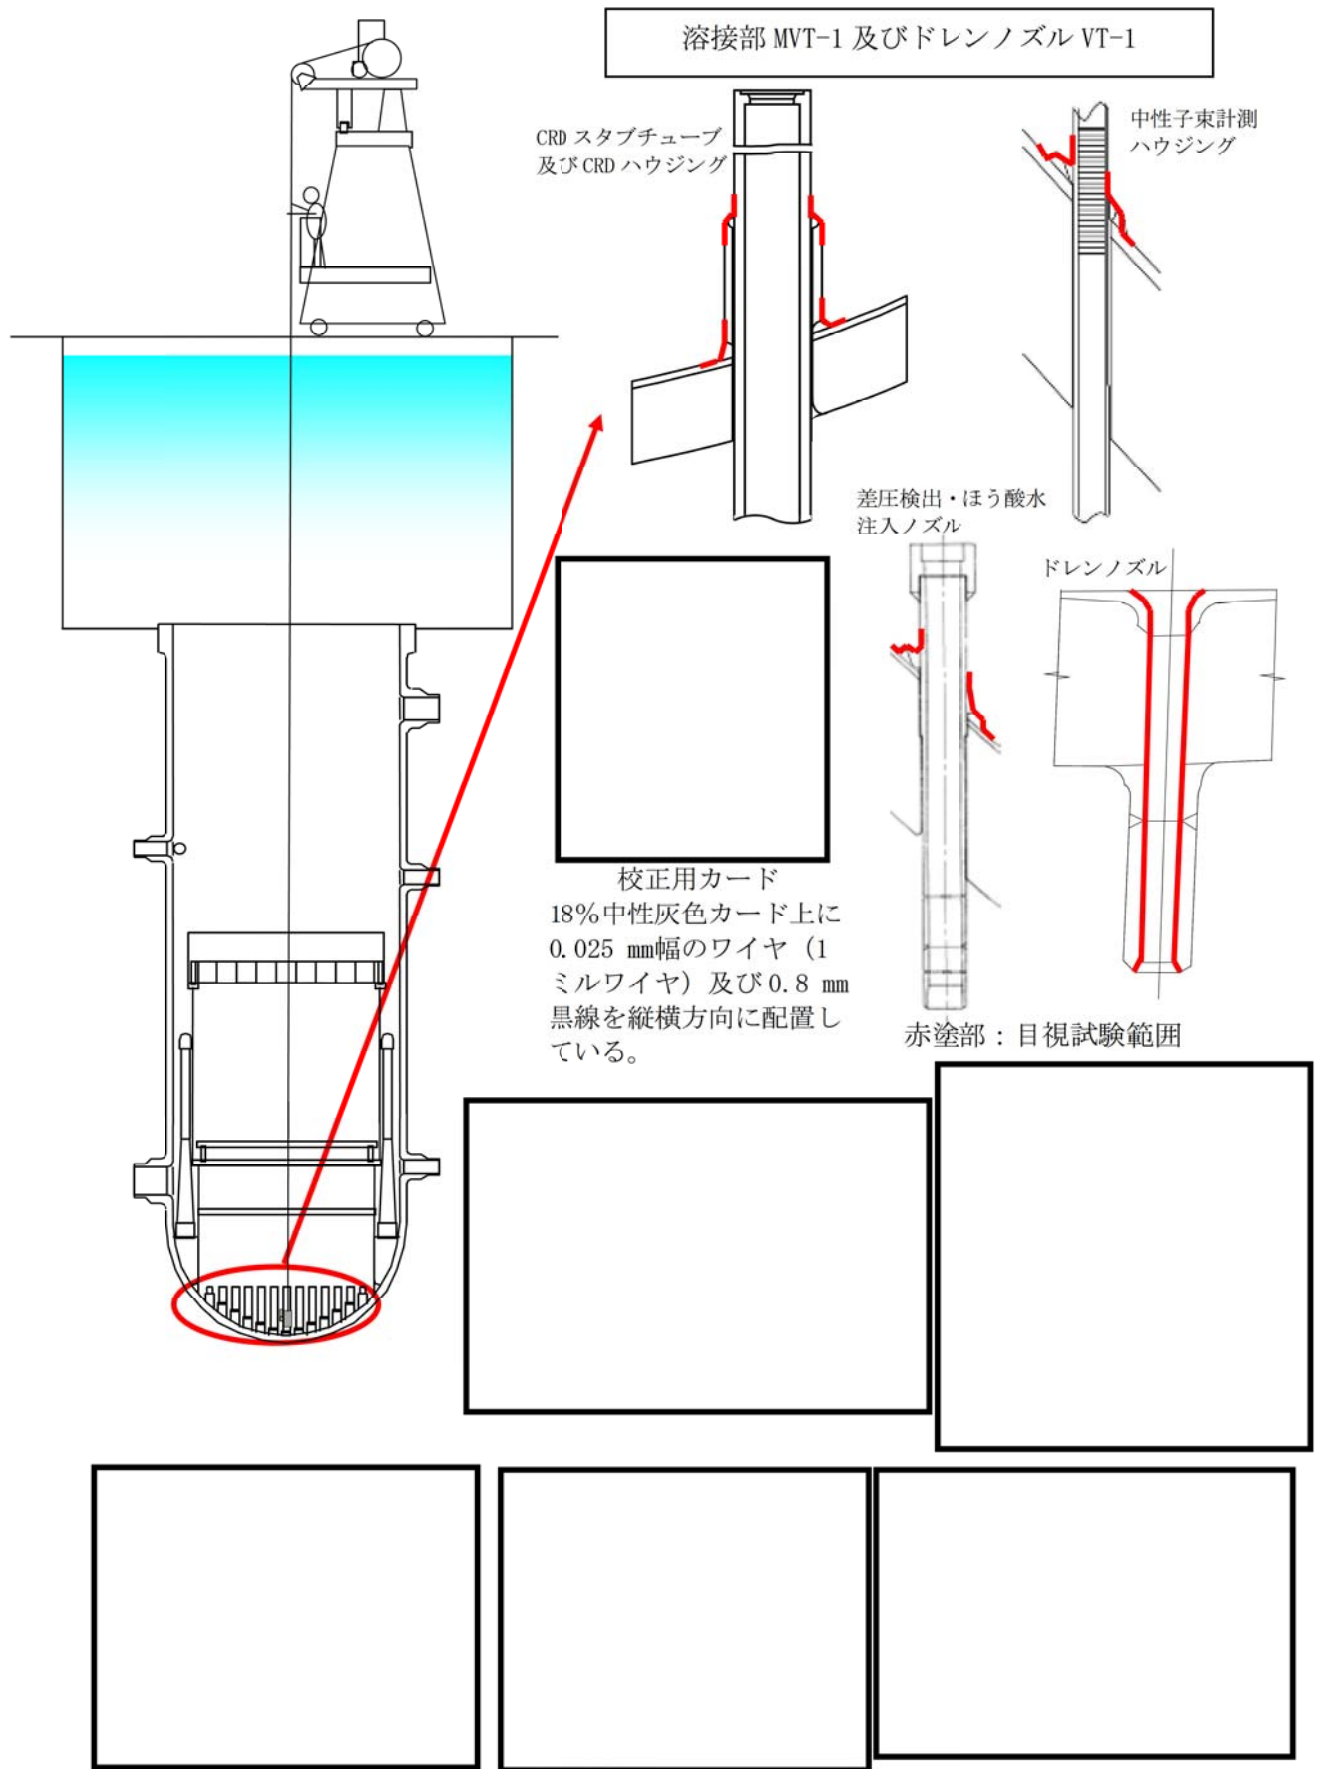 溶接部 MVT-1 及びドレンノズル VT-1
CRD スタブチューブ
及び CRD ハウジング
中性子束計測
ハウジング
差圧検出・ほう酸水
注入ノズル
ドレンノズル
校正用カード
18%中性灰色カード上に
0.025 mm幅のワイヤ（1
ミルワイヤ）及び 0.8 mm
黒線を縦横方向に配置し
ている。
赤塗部：目視試験範囲